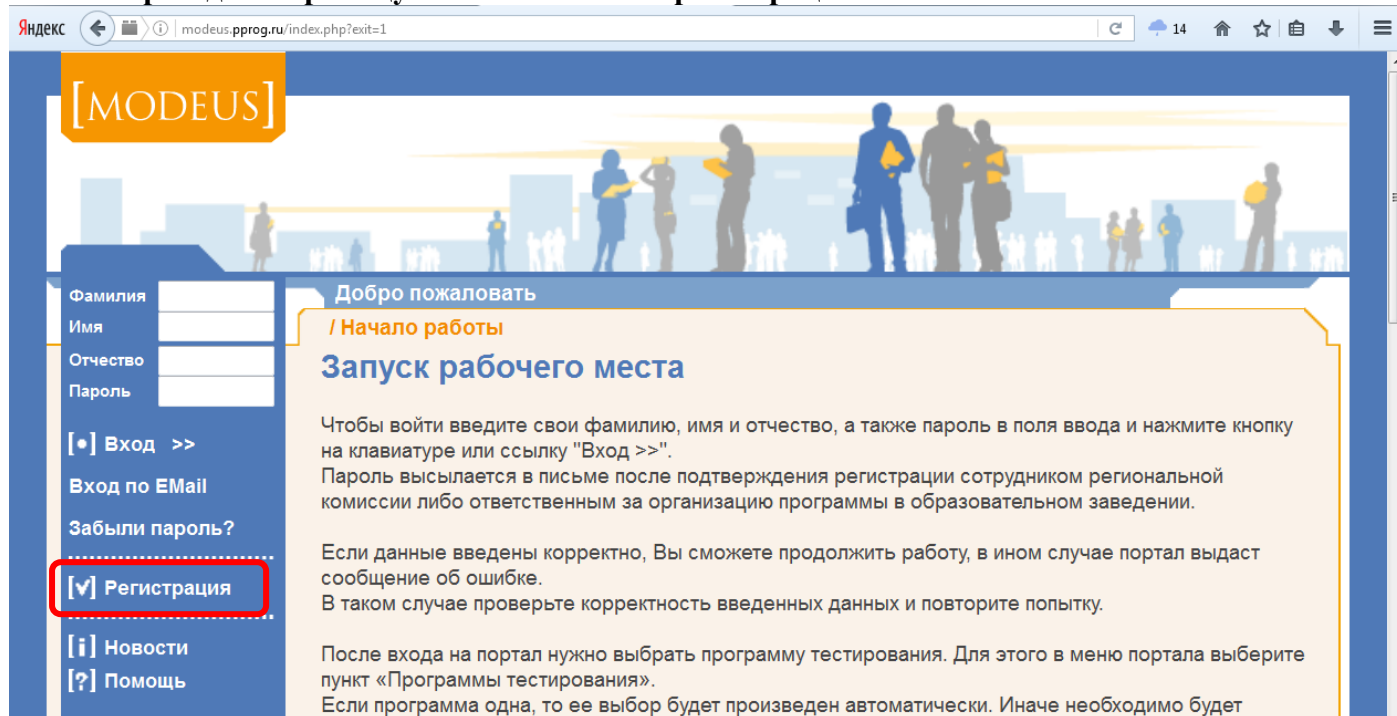 Яндекс
modeus.pprog.ru/index.php?exit=1
14
[MODEUS]
Фамилия
Имя
Отчество
Пароль
[•] Вход >>
Вход по EMail
Забыли пароль?
[v] Регистрация
[i] Новости
[?] Помощь
Добро пожаловать
/ Начало работы
Запуск рабочего места
Чтобы войти введите свои фамилию, имя и отчество, а также пароль в поля ввода и нажмите кнопку
на клавиатуре или ссылку "Вход >>".
Пароль высылается в письме после подтверждения регистрации сотрудником региональной
комиссии либо ответственным за организацию программы в образовательном заведении.
Если данные введены корректно, Вы сможете продолжить работу, в ином случае портал выдаст
сообщение об ошибке.
В таком случае проверьте корректность введенных данных и повторите попытку.
После входа на портал нужно выбрать программу тестирования. Для этого в меню портала выберите
пункт «Программы тестирования».
Если программа одна, то ее выбор будет произведен автоматически. Иначе необходимо будет